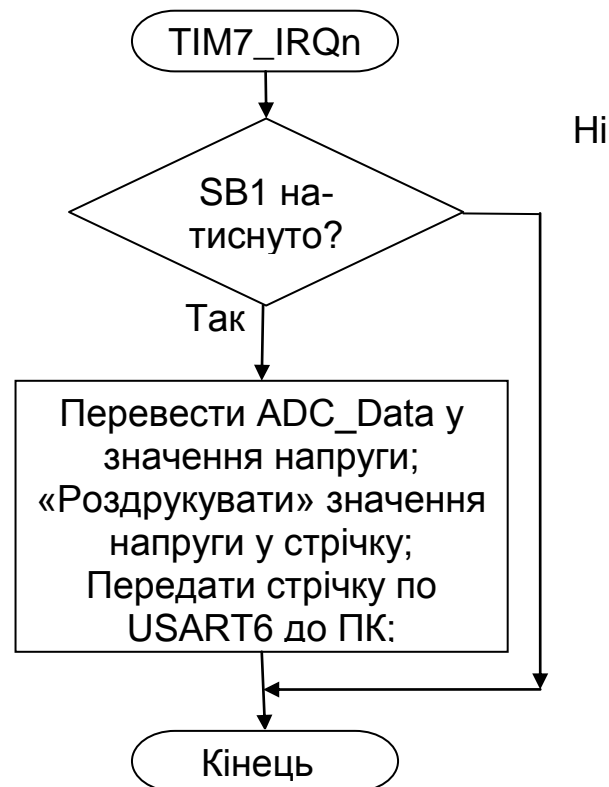 TIM7_IRQn
Ні
SB1 на-
тиснуто?
Так
Перевести ADC_Data у
значення напруги;
«Роздрукувати» значення
напруги у стрічку;
Передати стрічку по
USART6 до ПК;
Кінець